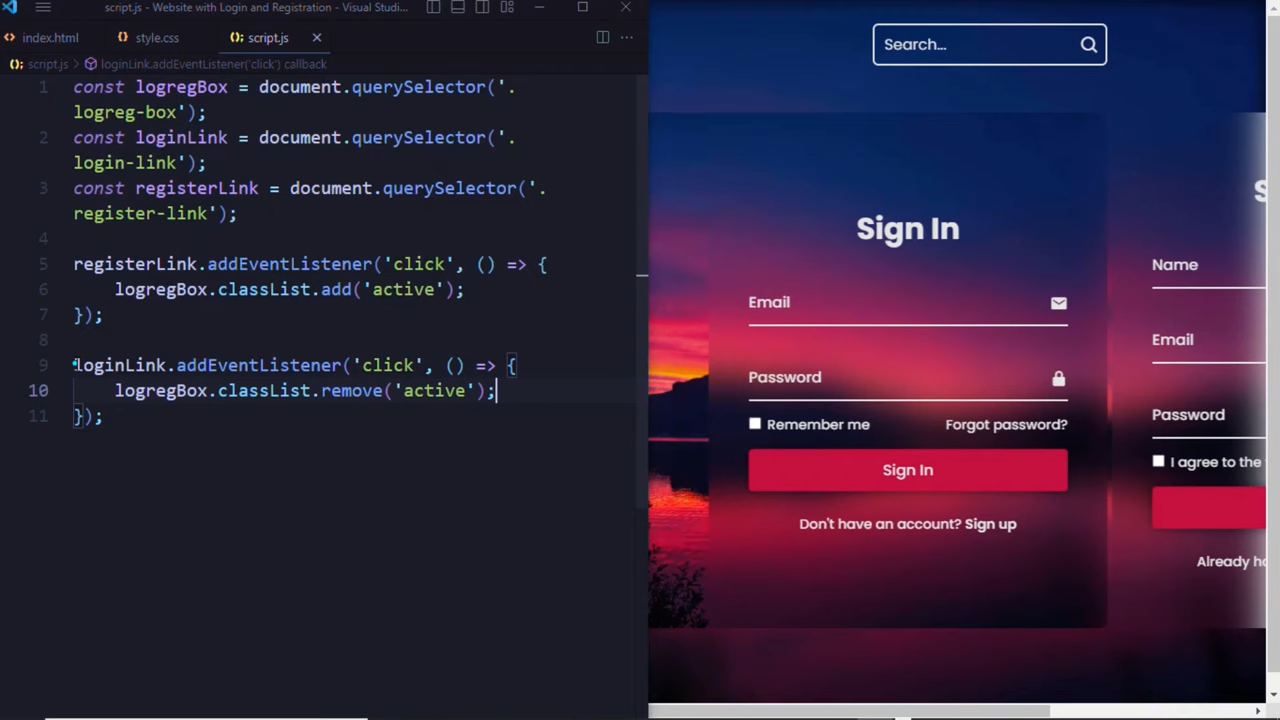 script.js - Website with Login and Registration - Visual Studi...
index.html
style.css
script.js
script.js > loginLink.addEventListener('click') callback
1 const logregBox = document.querySelector('.
logreg-box');
2 const loginLink = document.querySelector('.
login-link');
3 const registerLink = document.querySelector('.
register-link');
4
5 registerLink.addEventListener('click', () => {
6 logregBox.classList.add('active');
7 });
8
9 loginLink.addEventListener('click', () => {
10 logregBox.classList.remove('active');
11 });
Search...
Sign In
Email
Password
Remember me Forgot password?
Sign In
Don't have an account? Sign up
S
Name
Email
Password
I agree to the
Already ha